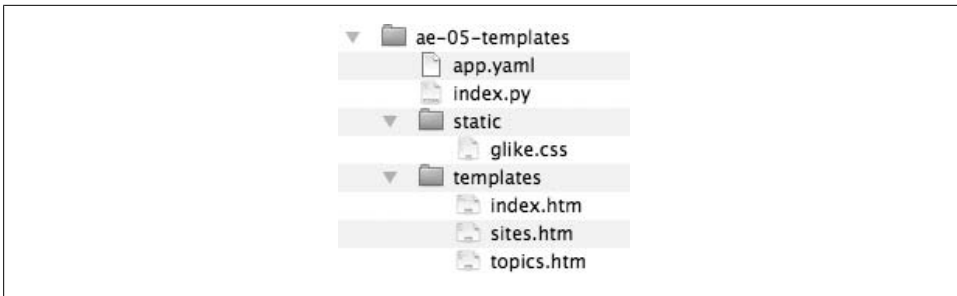 ae-05-templates
app.yaml
index.py
static
glike.css
templates
index.htm
sites.htm
topics.htm